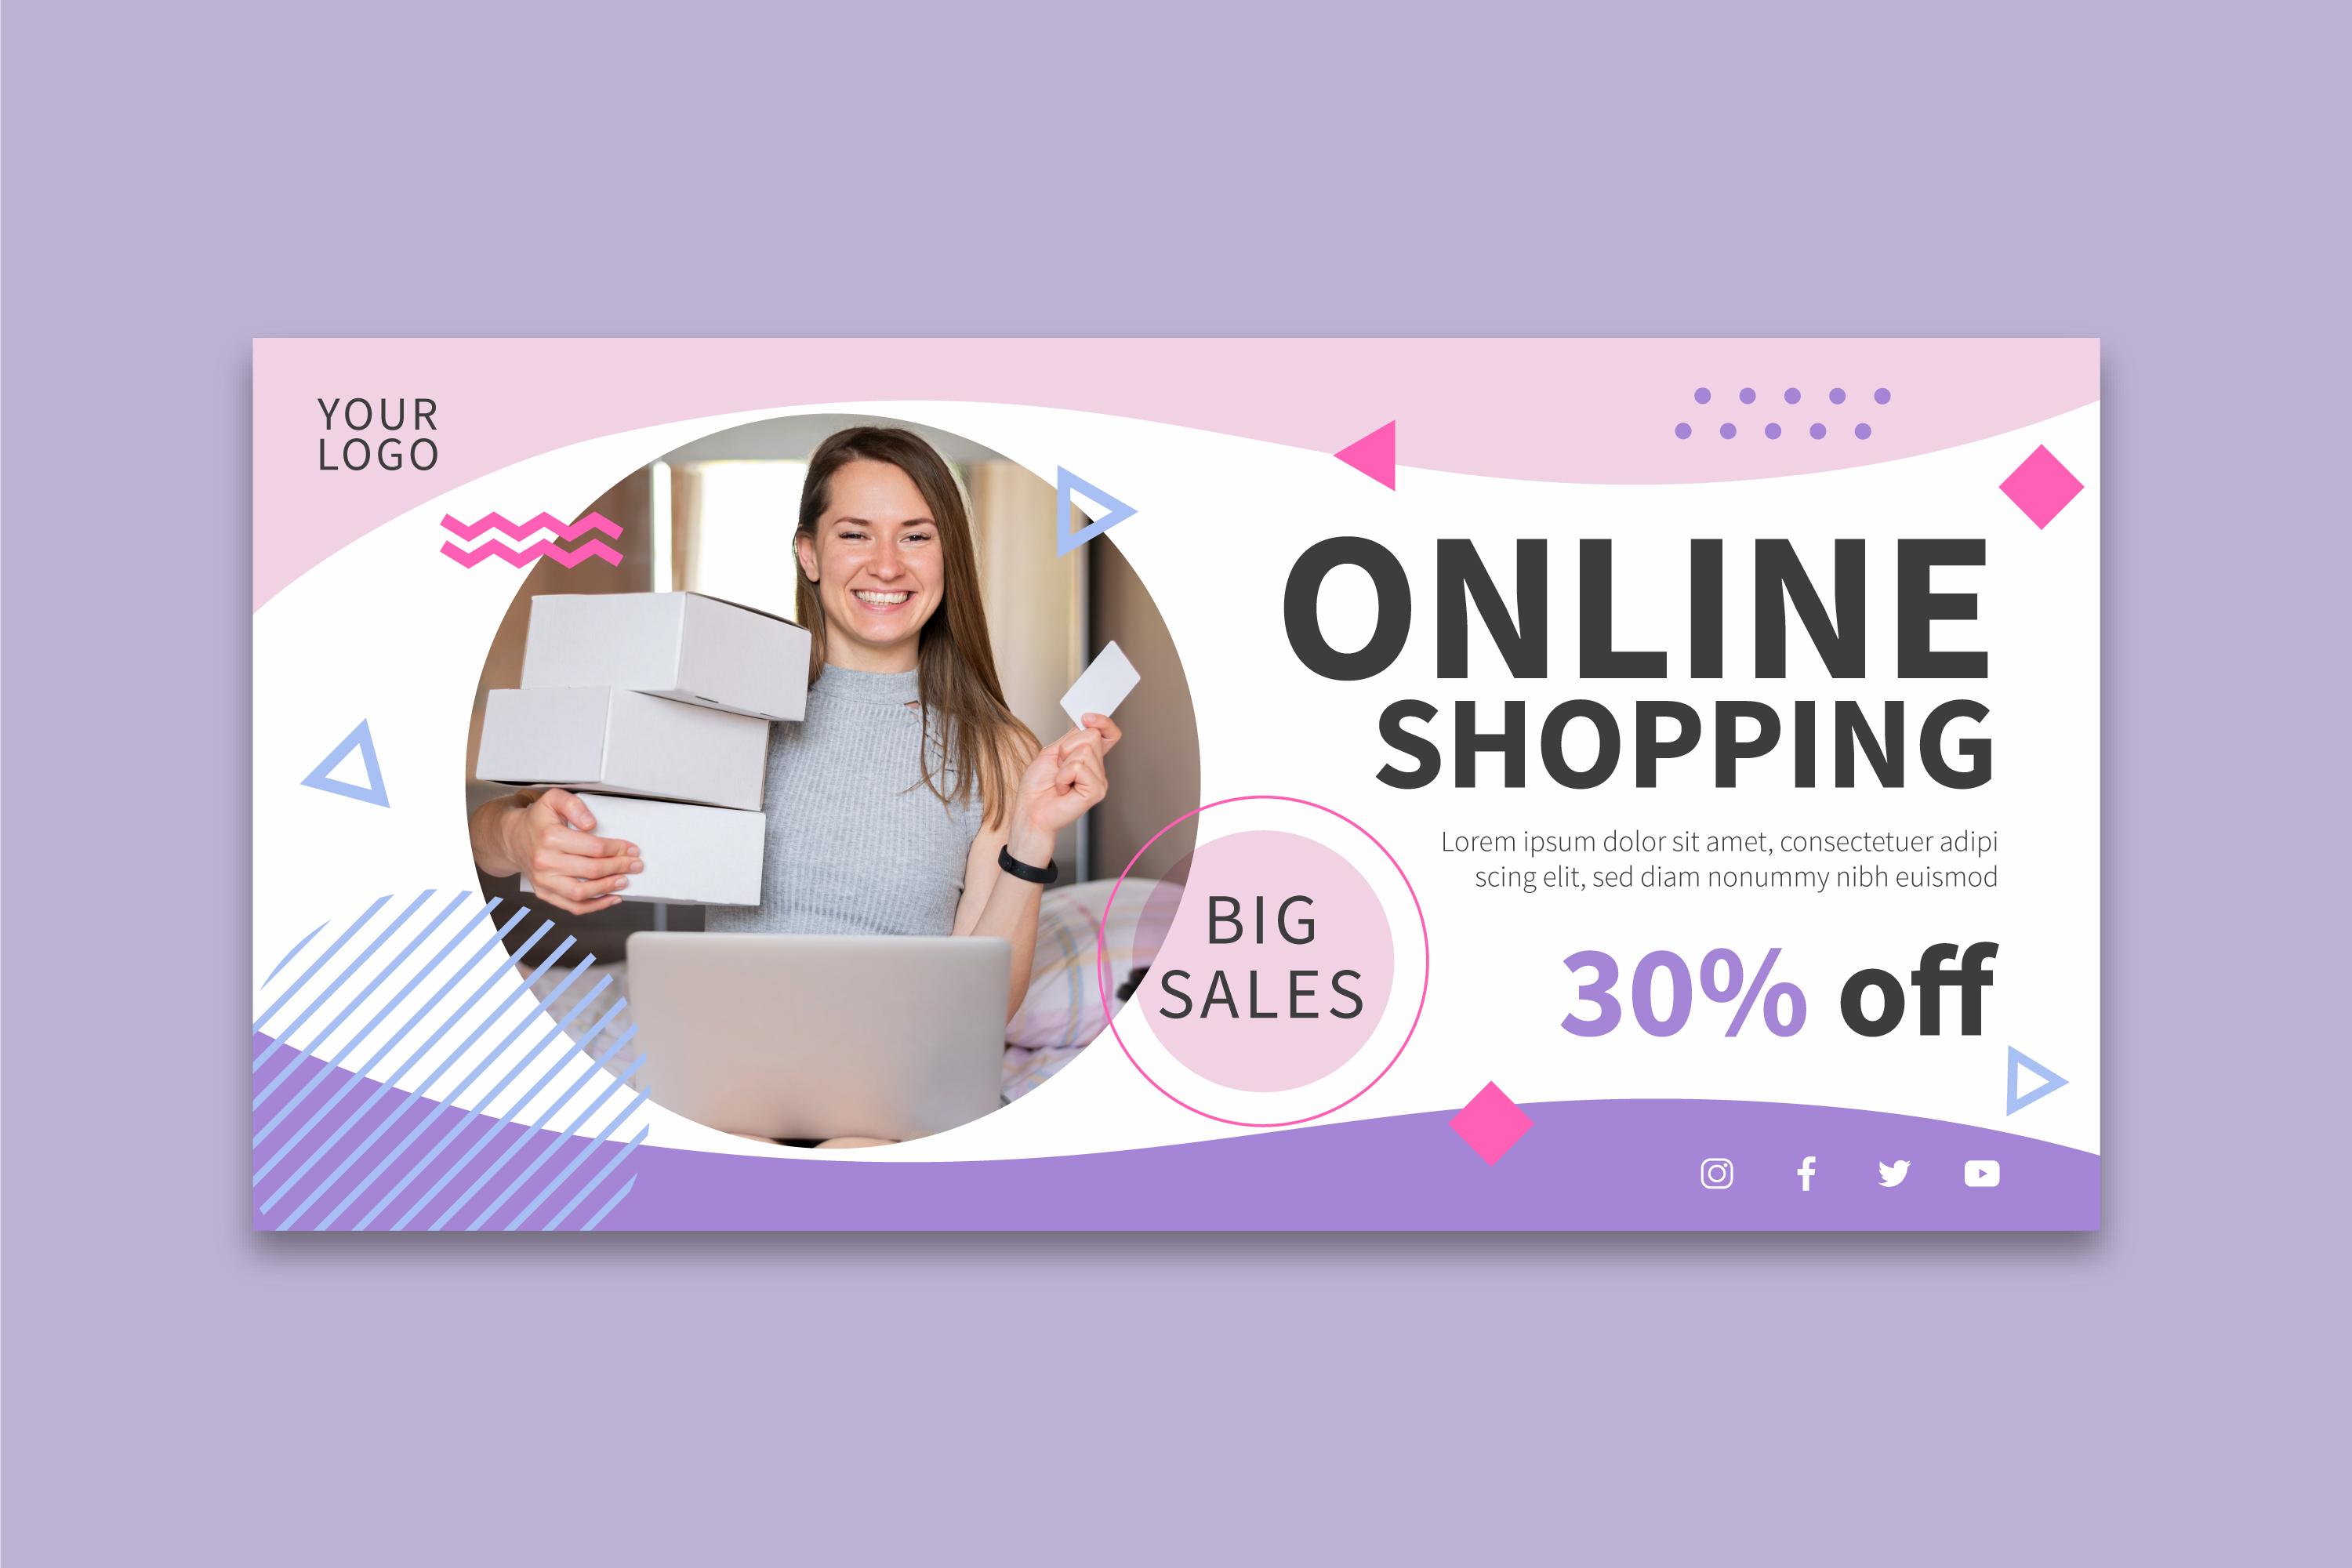 YOUR
LOGO
ONLINE
SHOPPING
Lorem ipsum dolor sit amet, consectetuer adipi
scing elit, sed diam nonummy nibh euismod
BIG
SALES
30% off